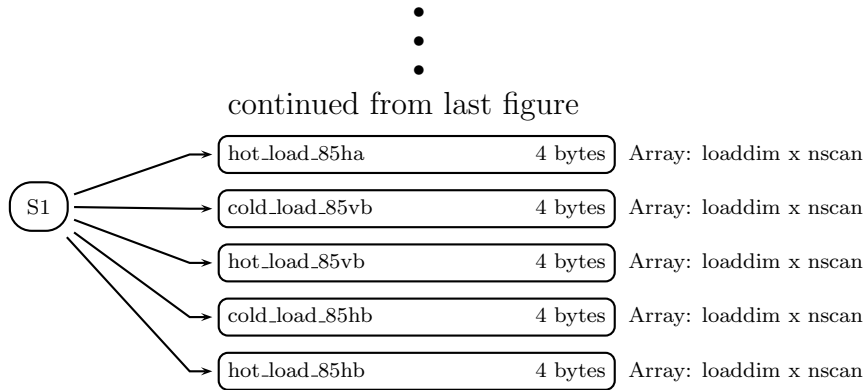 continued from last figure
hot_load_85ha 4 bytes Array: loaddim x nscan
S1
cold_load_85vb 4 bytes Array: loaddim x nscan
hot_load_85vb 4 bytes Array: loaddim x nscan
cold_load_85hb 4 bytes Array: loaddim x nscan
hot_load_85hb 4 bytes Array: loaddim x nscan